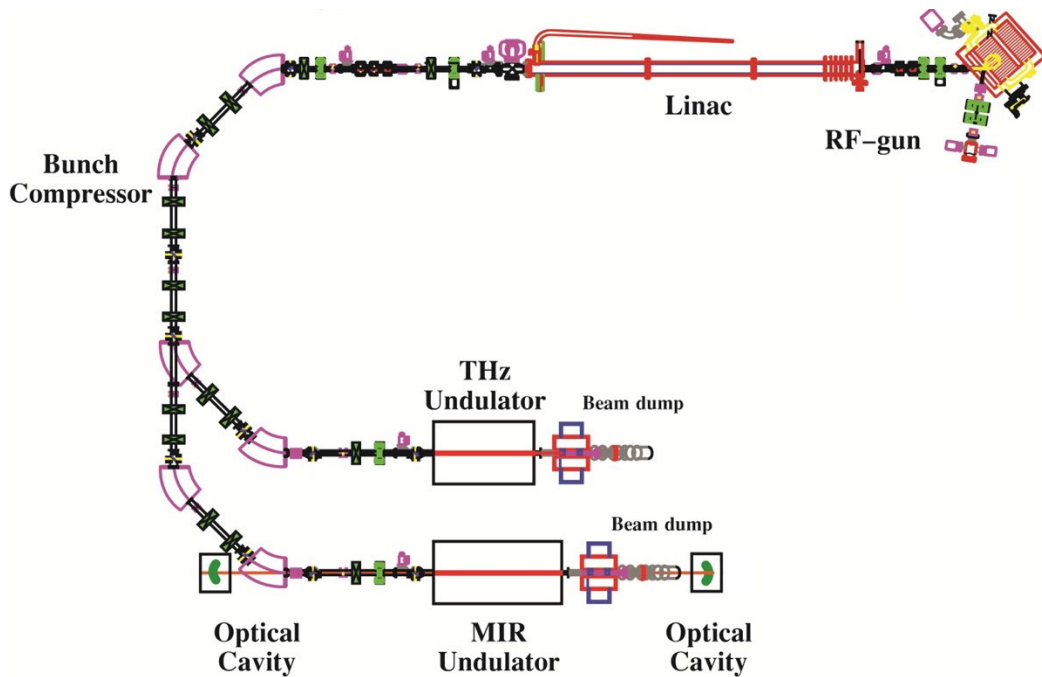 Linac
RF-gun
Bunch
Compressor
THz
Undulator
Beam dump
Beam dump
Optical
Cavity
MIR
Undulator
Optical
Cavity